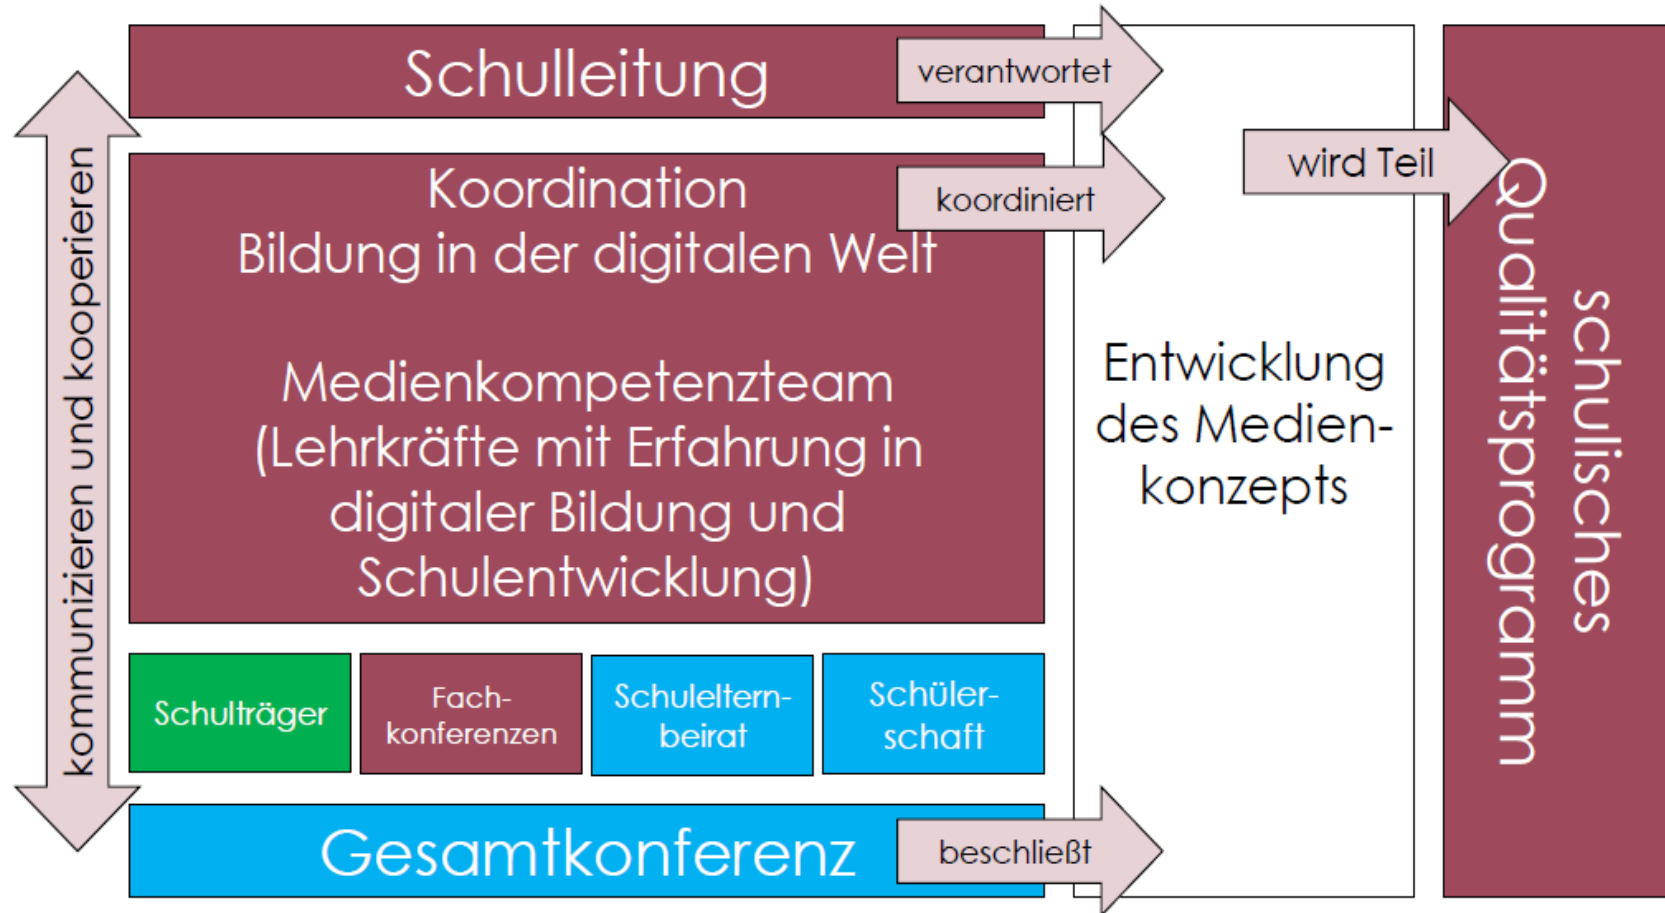 kommunizieren und kooperieren
Schulleitung
verantwortet
Koordination
Bildung in der digitalen Welt
koordiniert
Medienkompetenzteam
(Lehrkräfte mit Erfahrung in
digitaler Bildung und
Schulentwicklung)
Schulträger
Fach-
konferenzen
Schuleltern-
beirat
Schüler-
schaft
Gesamtkonferenz
beschließt
Entwicklung
des Medien-
konzepts
wird Teil
schulisches
Qualitätsprogramm